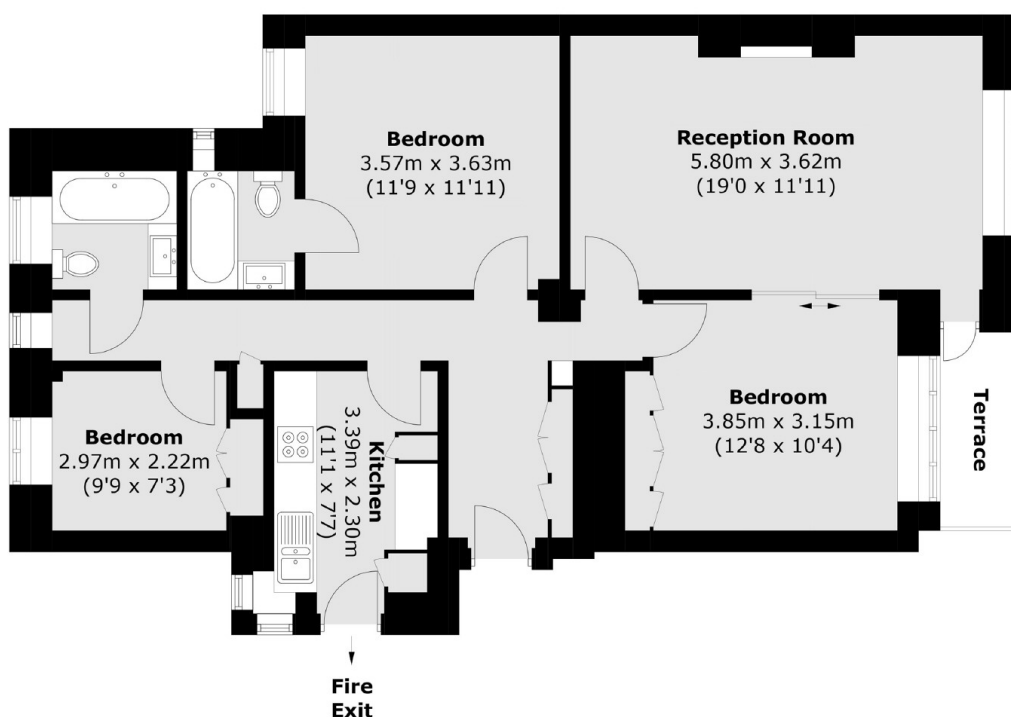 Bedroom
3.57m x 3.63m
(11'9 x 11'11)
Reception Room
5.80m x 3.62m
(19'0 x 11'11)
Bedroom
2.97m x 2.22m
(9'9 x 7'3)
Kitchen
3.39m x 2.30m
(11'1 x 7'7)
Bedroom
3.85m x 3.15m
(12'8 x 10'4)
Terrace
Fire
Exit